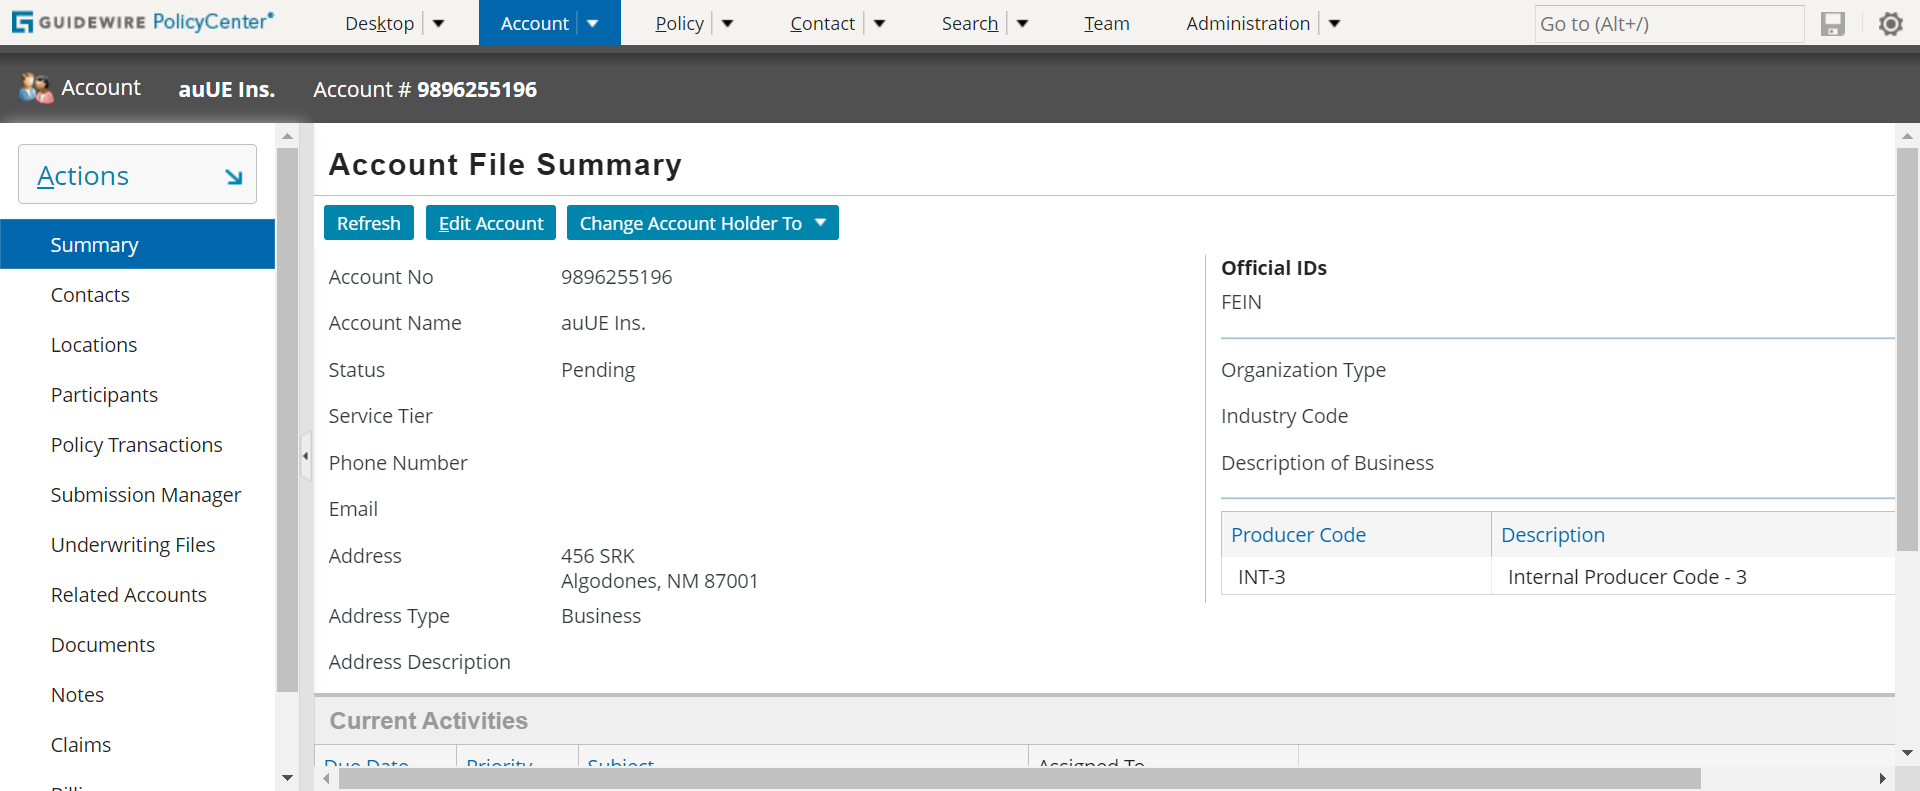 GUIDEWIRE PolicyCenter
Desktop
Account
Policy
Contact
Search
Team
Administration
Go to (Alt+/)
Account
auUE Ins.
Account # 9896255196
Actions
Summary
Contacts
Locations
Participants
Policy Transactions
Submission Manager
Underwriting Files
Related Accounts
Documents
Notes
Claims
Account File Summary
Refresh
Edit Account
Change Account Holder To
Account No 9896255196
Account Name auUE Ins.
Status Pending
Service Tier
Phone Number
Email
Address 456 SRK
Algodones, NM 87001
Address Type Business
Address Description
Official IDs
FEIN
Organization Type
Industry Code
Description of Business
Producer Code Description
INT-3 Internal Producer Code - 3
Current Activities
Due Date Priority Subject Assigned To